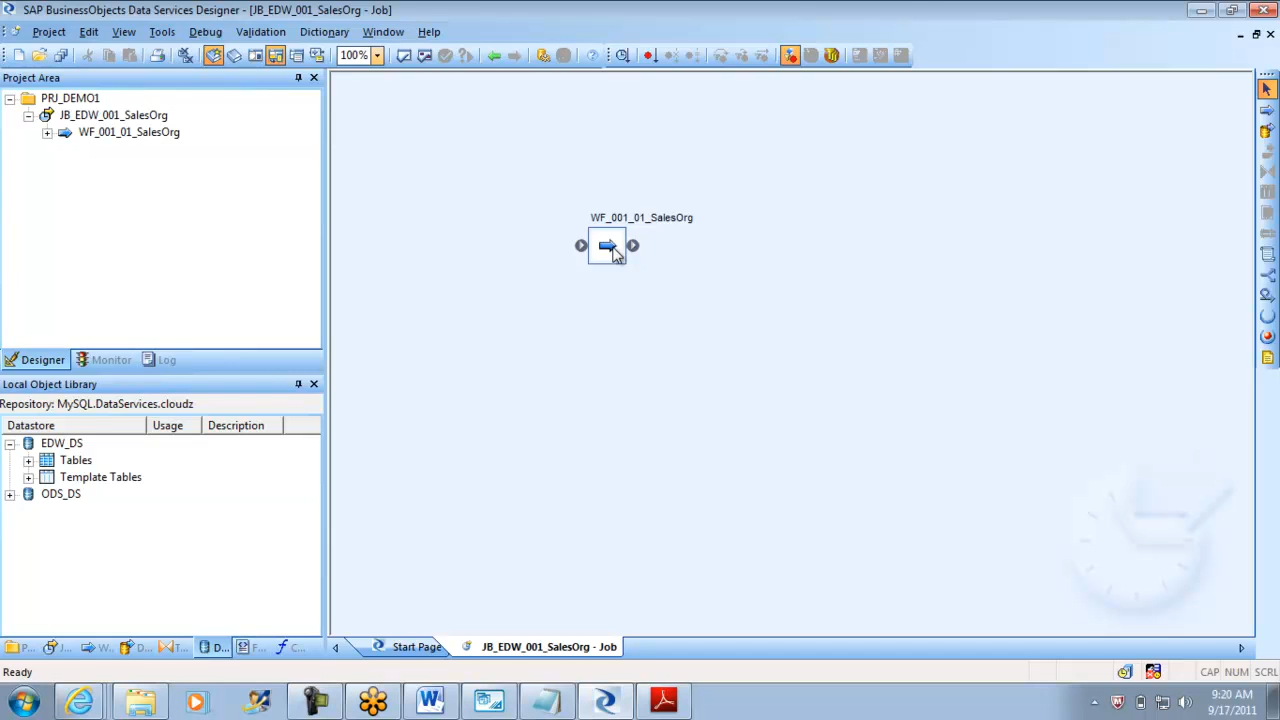 SAP BusinessObjects Data Services Designer - [JB_EDW_001_SalesOrg - Job]
Project Edit View Tools Debug Validation Dictionary Window Help
100%
Project Area
PRJ_DEMO1
JB_EDW_001_SalesOrg
WF_001_01_SalesOrg
WF_001_01_SalesOrg
Designer Monitor Log
Local Object Library
Repository: MySQL.DataServices.cloudz
Datastore Usage Description
EDW_DS
Tables
Template Tables
ODS_DS
P... J... W... D... T... D... F... C...
Start Page JB_EDW_001_SalesOrg - Job
Ready CAP NUM SCRL
9:20 AM
9/17/2011